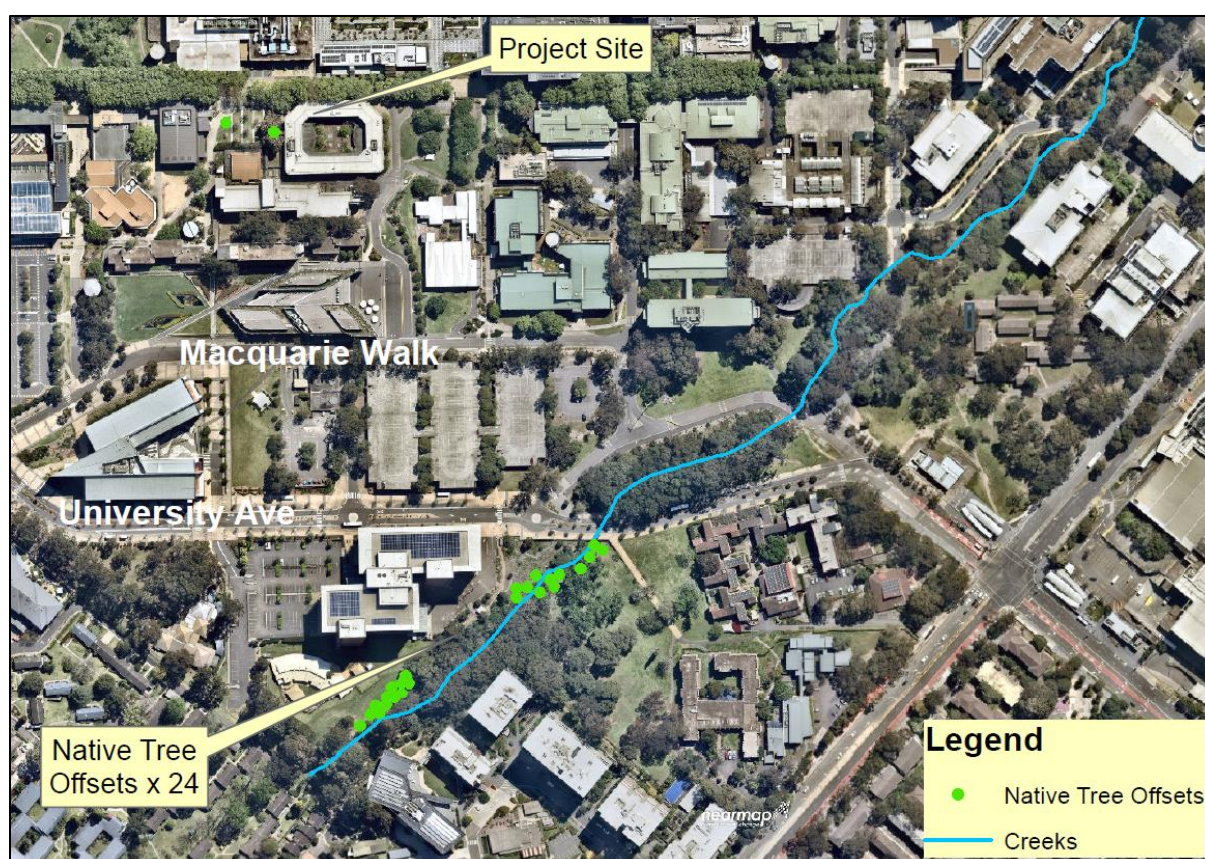 Project Site
Macquarie Walk
University Ave
Native Tree
Offsets x 24
nearmap
Legend
Native Tree Offsets
Creeks